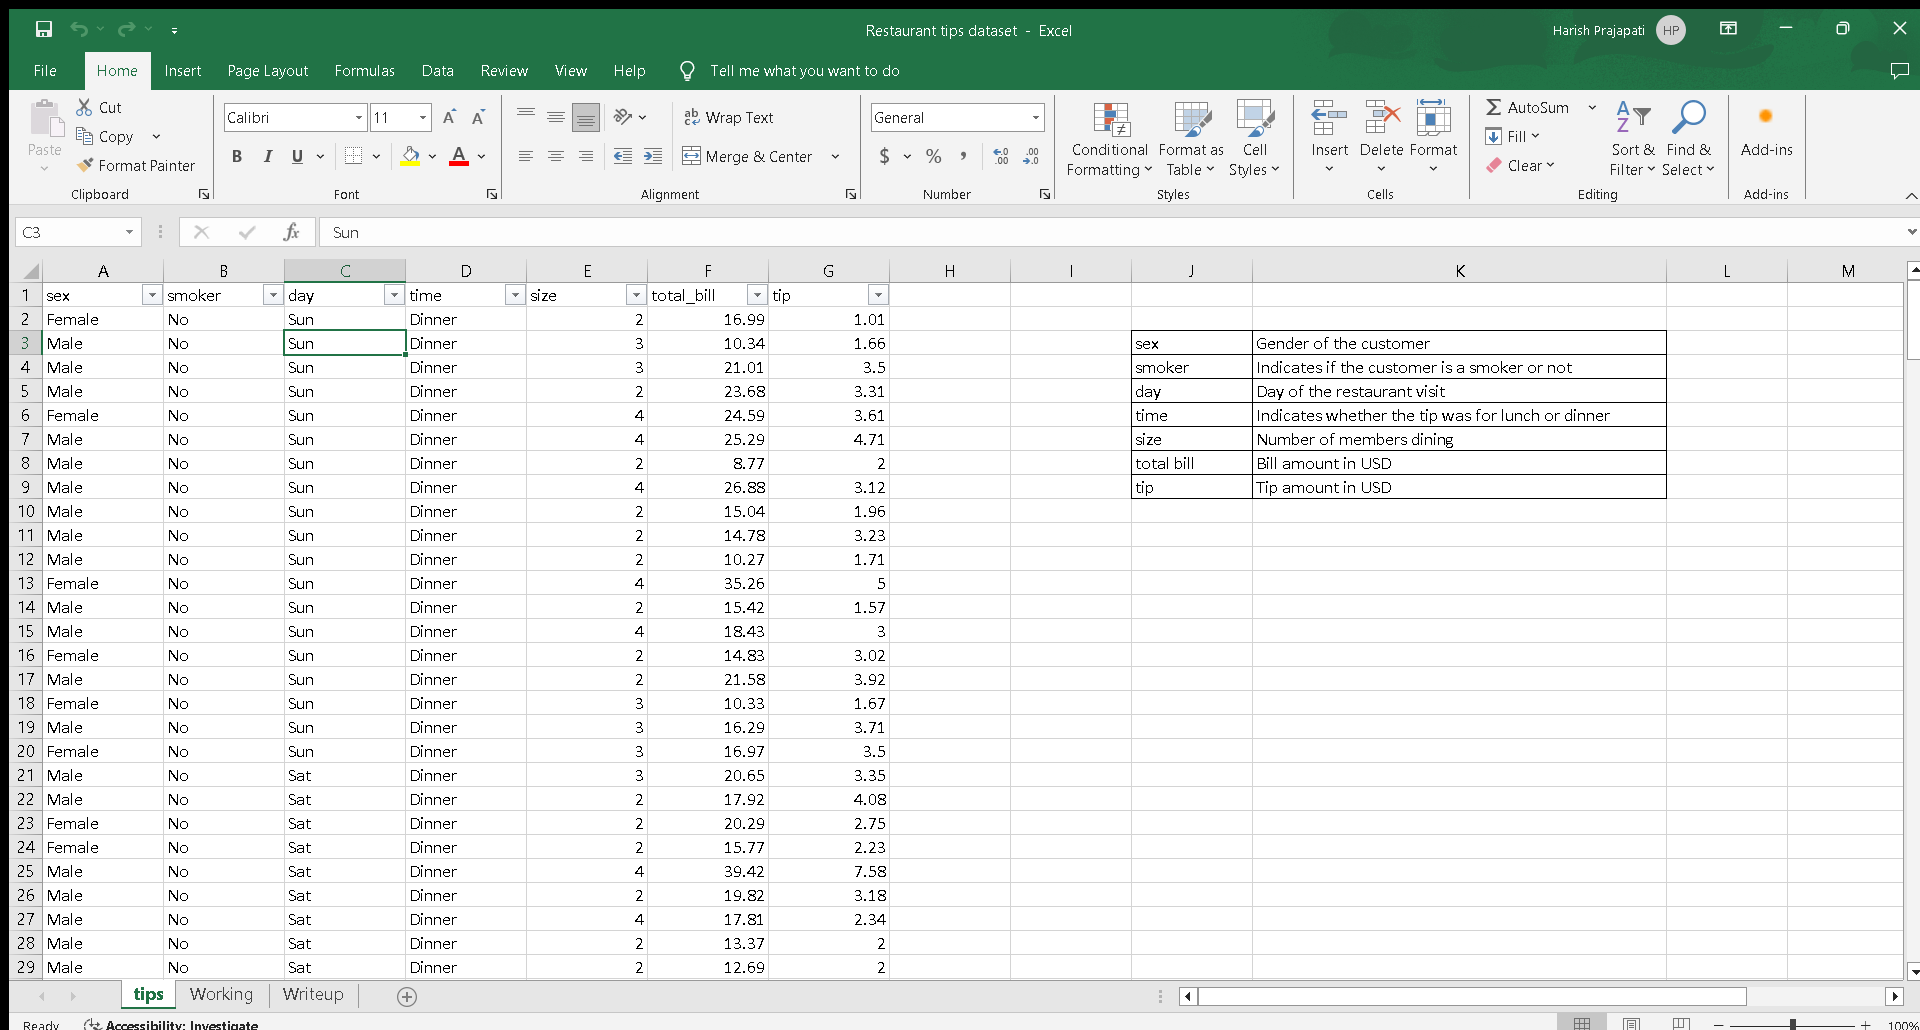 Restaurant tips dataset - Excel
Harish Prajapati HP
File Home Insert Page Layout Formulas Data Review View Help Tell me what you want to do
Paste
Cut
Copy
Format Painter
Clipboard
Calibri 11
B I U A
Font
ab Wrap Text
Merge & Center
Alignment
General
$ % ,
Number
Conditional Formatting
Format as Table
Cell Styles
Styles
Insert Delete Format
Cells
AutoSum
Fill
Clear
Sort & Filter
Find & Select
Editing
Add-ins
Add-ins
C3 fx Sun
A B C D E F G H I J K L M
1 sex smoker day time size total_bill tip
2 Female No Sun Dinner 2 16.99 1.01
3 Male No Sun Dinner 3 10.34 1.66 sex Gender of the customer
4 Male No Sun Dinner 3 21.01 3.5 smoker Indicates if the customer is a smoker or not
5 Male No Sun Dinner 2 23.68 3.31 day Day of the restaurant visit
6 Female No Sun Dinner 4 24.59 3.61 time Indicates whether the tip was for lunch or dinner
7 Male No Sun Dinner 4 25.29 4.71 size Number of members dining
8 Male No Sun Dinner 2 8.77 2 total bill Bill amount in USD
9 Male No Sun Dinner 4 26.88 3.12 tip Tip amount in USD
10 Male No Sun Dinner 2 15.04 1.96
11 Male No Sun Dinner 2 14.78 3.23
12 Male No Sun Dinner 2 10.27 1.71
13 Female No Sun Dinner 4 35.26 5
14 Male No Sun Dinner 2 15.42 1.57
15 Male No Sun Dinner 4 18.43 3
16 Female No Sun Dinner 2 14.83 3.02
17 Male No Sun Dinner 2 21.58 3.92
18 Female No Sun Dinner 3 10.33 1.67
19 Male No Sun Dinner 3 16.29 3.71
20 Female No Sun Dinner 3 16.97 3.5
21 Male No Sat Dinner 3 20.65 3.35
22 Male No Sat Dinner 2 17.92 4.08
23 Female No Sat Dinner 2 20.29 2.75
24 Female No Sat Dinner 2 15.77 2.23
25 Male No Sat Dinner 4 39.42 7.58
26 Male No Sat Dinner 2 19.82 3.18
27 Male No Sat Dinner 4 17.81 2.34
28 Male No Sat Dinner 2 13.37 2
29 Male No Sat Dinner 2 12.69 2
tips Working Writeup
Ready Accessibility: Investigate 100%